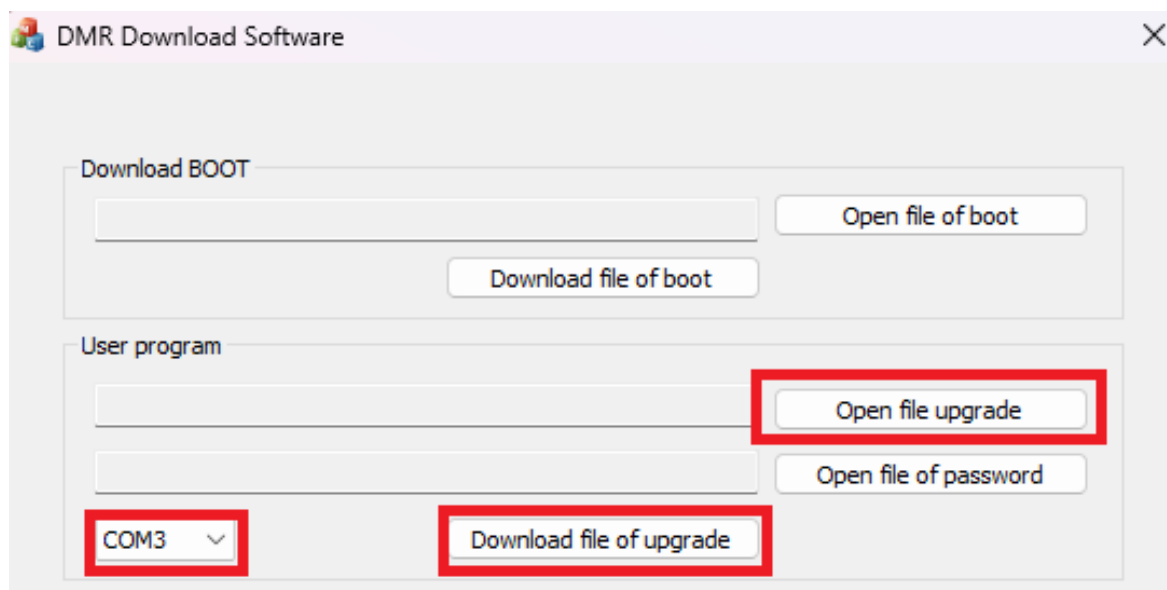 DMR Download Software
Download BOOT
Open file of boot
Download file of boot
User program
Open file upgrade
Open file of password
COM3
Download file of upgrade